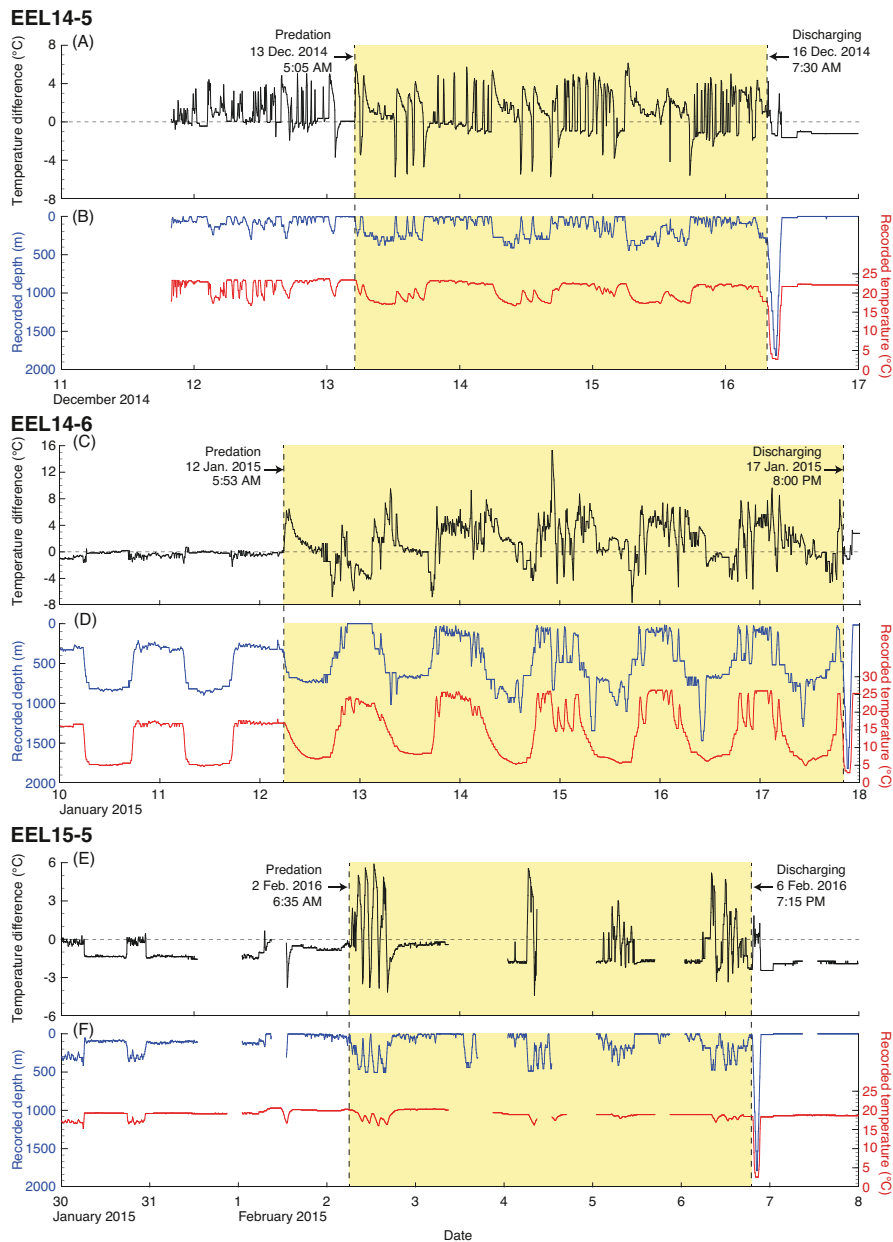 EEL14-5
(A)
Predation
13 Dec. 2014
5:05 AM
Discharging
16 Dec. 2014
7:30 AM
Temperature difference (°C)
8
4
0
-4
-8
(B)
Recorded depth (m)
0
500
1000
1500
2000
Recorded temperature (°C)
25
20
15
10
5
0
11
12
13
14
15
16
17
December 2014
EEL14-6
(C)
Predation
12 Jan. 2015
5:53 AM
Discharging
17 Jan. 2015
8:00 PM
Temperature difference (°C)
16
12
8
4
0
-4
-8
(D)
Recorded depth (m)
0
500
1000
1500
2000
Recorded temperature (°C)
30
25
20
15
10
5
0
10
11
12
13
14
15
16
17
18
January 2015
EEL15-5
(E)
Predation
2 Feb. 2016
6:35 AM
Discharging
6 Feb. 2016
7:15 PM
Temperature difference (°C)
6
3
0
-3
-6
(F)
Recorded depth (m)
0
500
1000
1500
2000
Recorded temperature (°C)
25
20
15
10
5
0
30
31
1
2
3
4
5
6
7
8
January 2015
February 2015
Date